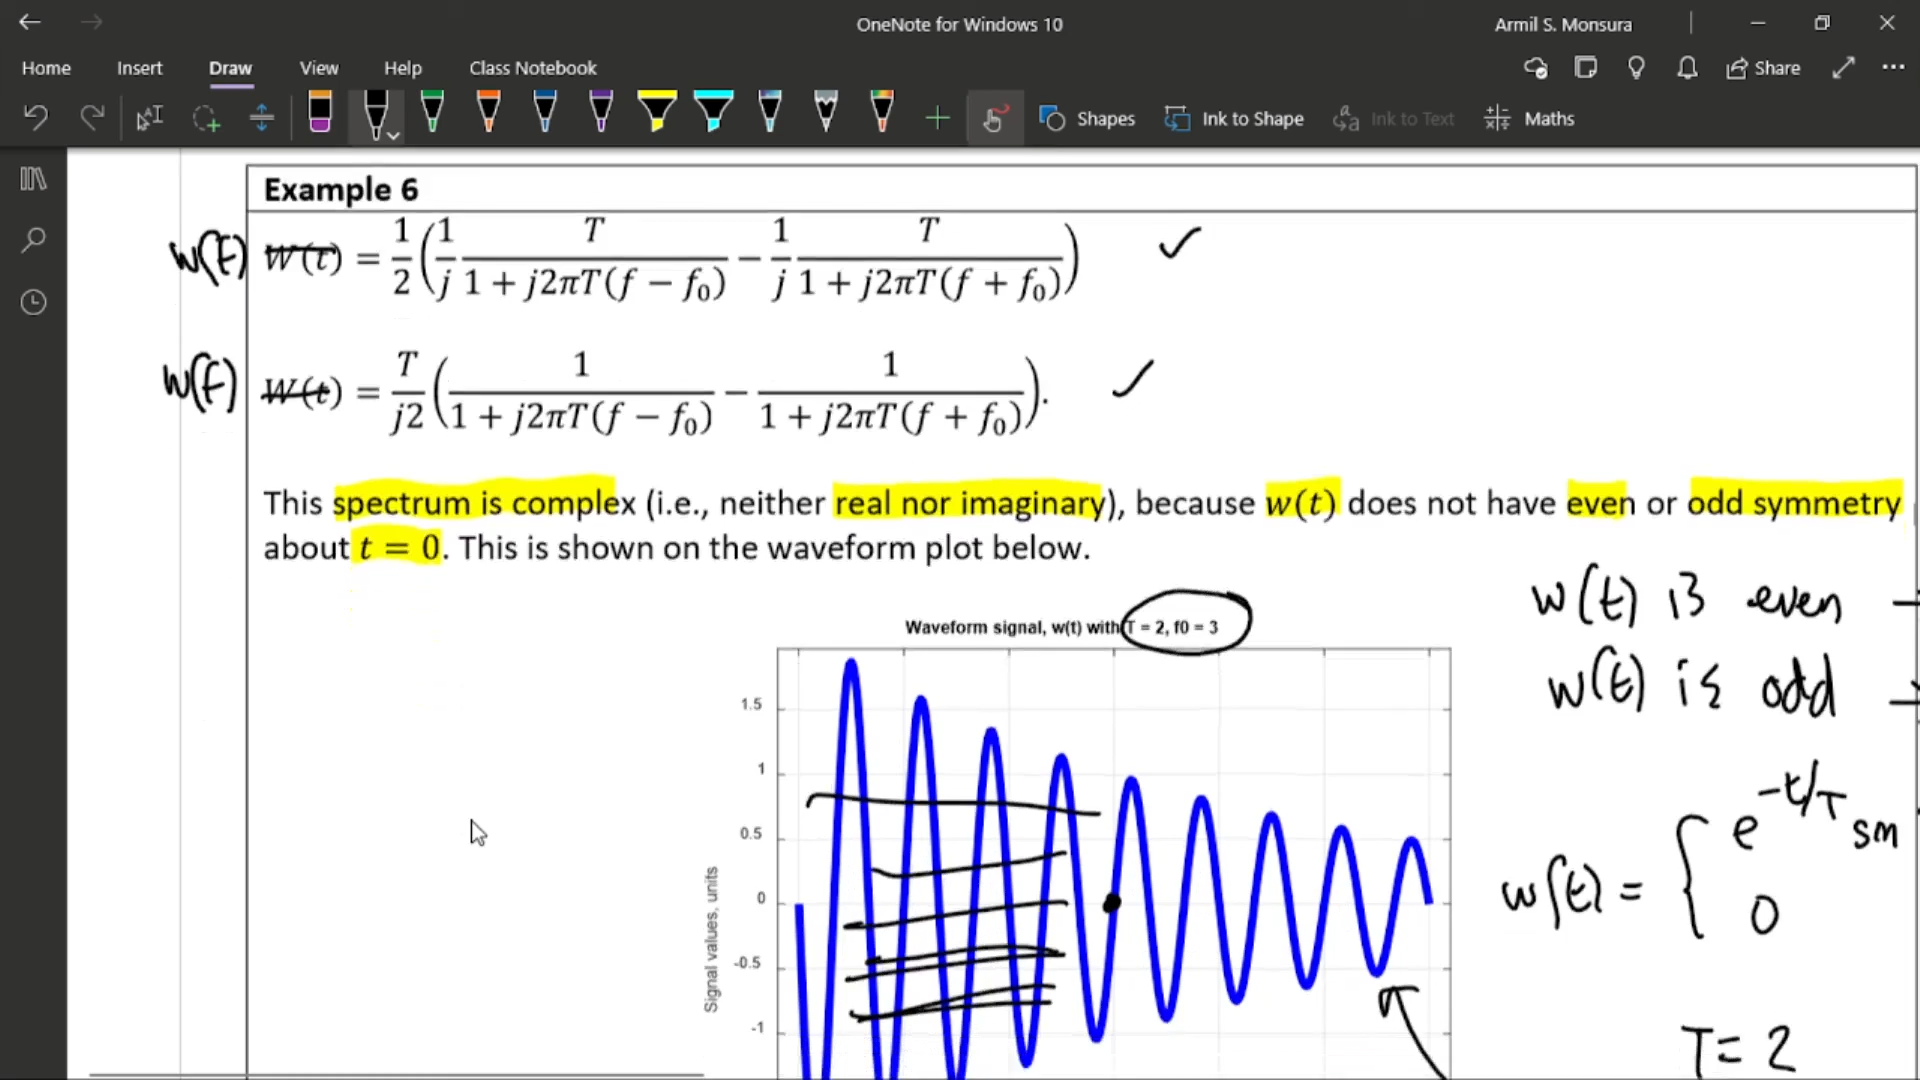 OneNote for Windows 10
Armil S. Monsura
Home Insert Draw View Help Class Notebook
Share
Shapes Ink to Shape Ink to Text Maths
Example 6
W(f) W(t) = 1/2 (1/j T/(1 + j2πT(f − f₀)) − 1/j T/(1 + j2πT(f + f₀))) ✓
W(f) W(t) = T/j2 (1/(1 + j2πT(f − f₀)) − 1/(1 + j2πT(f + f₀))). ✓
This spectrum is complex (i.e., neither real nor imaginary), because w(t) does not have even or odd symmetry
about t = 0. This is shown on the waveform plot below.
w(t) is even
w(t) is odd
w(t) = { e^(-t/T) sin
0
T = 2
Waveform signal, w(t) with T = 2, f0 = 3
Signal values, units
1.5
1
0.5
0
-0.5
-1